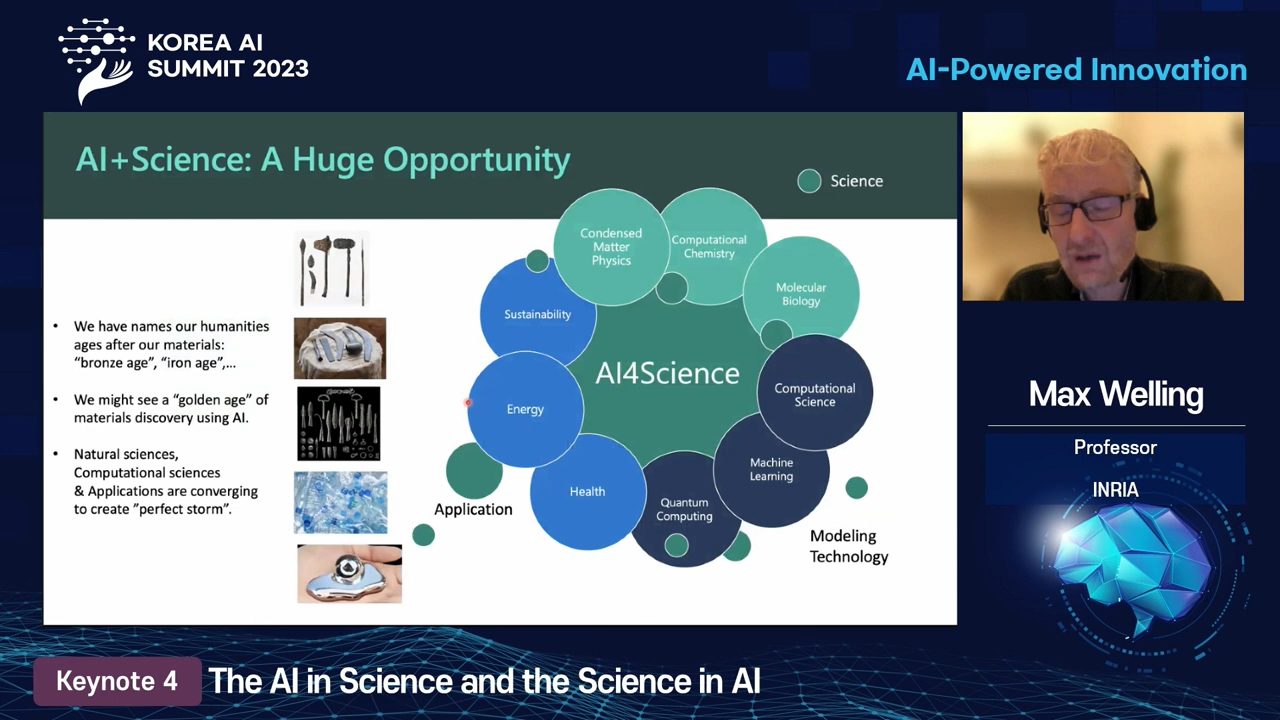 KOREA AI
SUMMIT 2023
AI-Powered Innovation
AI+Science: A Huge Opportunity
Science
• We have names our humanities
ages after our materials:
“bronze age”, “iron age”,...
• We might see a “golden age” of
materials discovery using AI.
• Natural sciences,
Computational sciences
& Applications are converging
to create ”perfect storm”.
Condensed
Matter
Physics
Computational
Chemistry
Molecular
Biology
Sustainability
AI4Science
Computational
Science
Energy
Machine
Learning
Health
Quantum
Computing
Application
Modeling
Technology
Max Welling
Professor
INRIA
Keynote 4
The AI in Science and the Science in AI